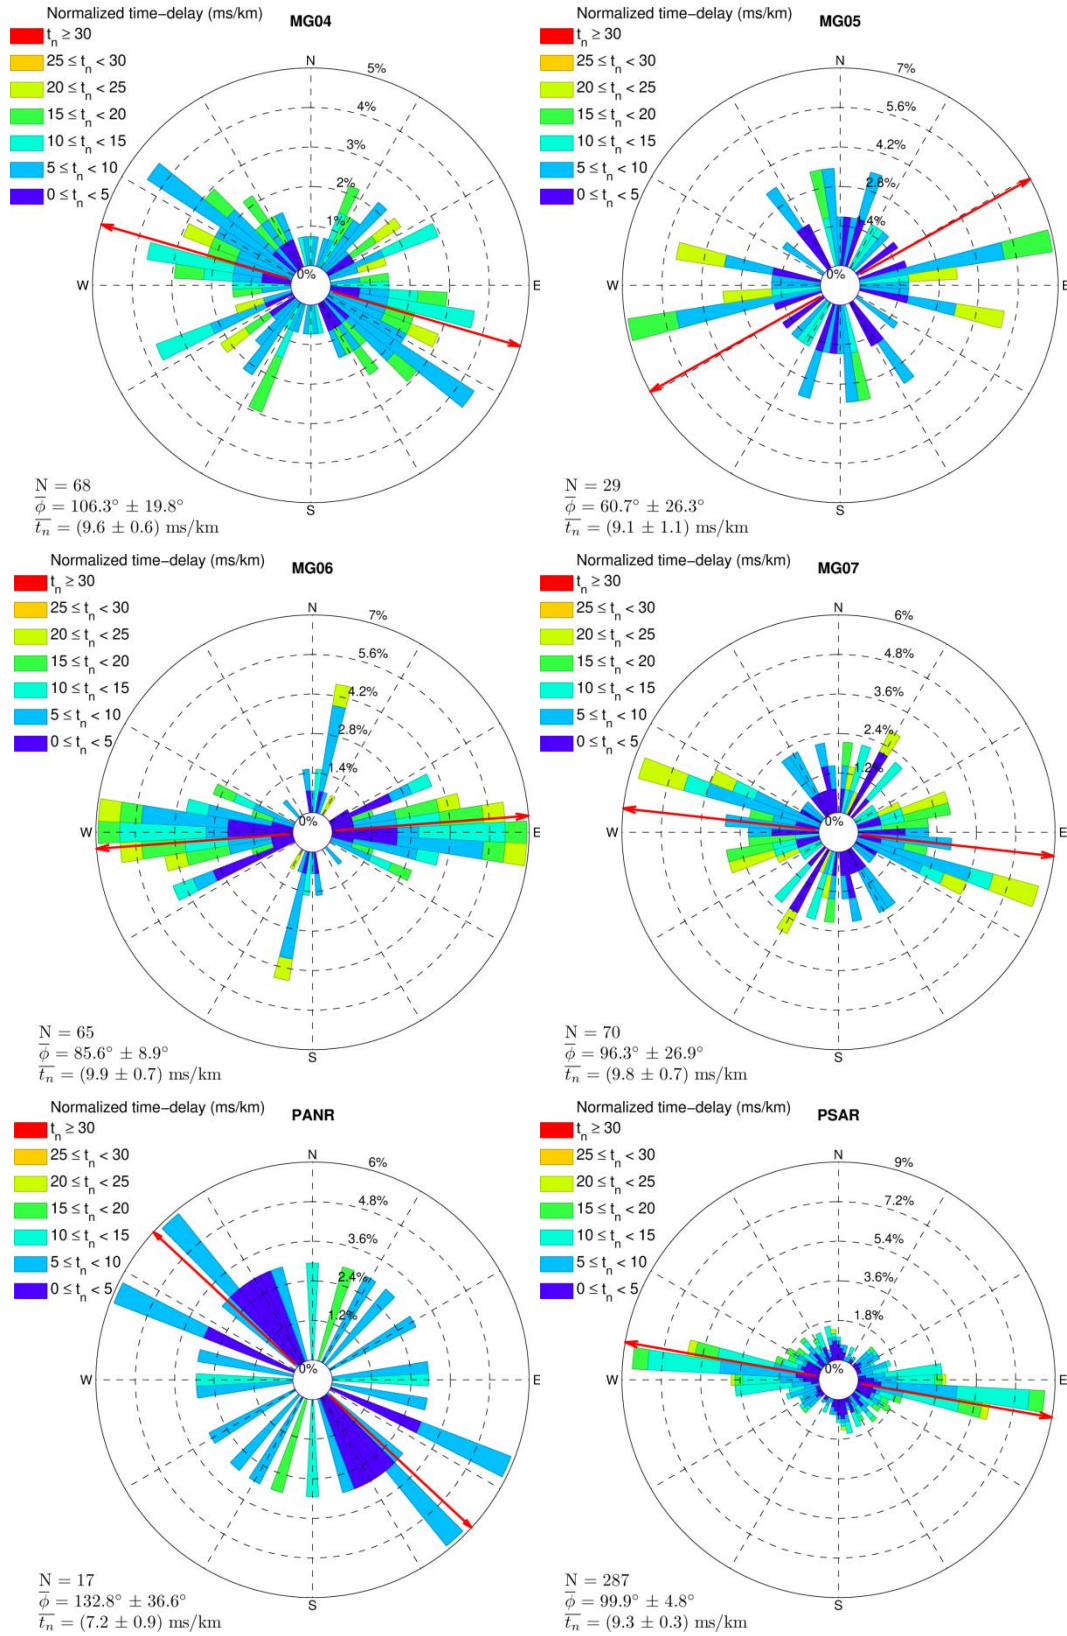 Normalized time−delay (ms/km)
MG04
t_n ≥ 30
25 ≤ t_n < 30
20 ≤ t_n < 25
15 ≤ t_n < 20
10 ≤ t_n < 15
5 ≤ t_n < 10
0 ≤ t_n < 5
N
5%
4%
3%
2%
1%
0%
W
E
S
N = 68
φ̅ = 106.3° ± 19.8°
t̅_n̅ = (9.6 ± 0.6) ms/km
Normalized time−delay (ms/km)
MG05
t_n ≥ 30
25 ≤ t_n < 30
20 ≤ t_n < 25
15 ≤ t_n < 20
10 ≤ t_n < 15
5 ≤ t_n < 10
0 ≤ t_n < 5
N
7%
5.6%
4.2%
2.8%
1.4%
0%
W
E
S
N = 29
φ̅ = 60.7° ± 26.3°
t̅_n̅ = (9.1 ± 1.1) ms/km
Normalized time−delay (ms/km)
MG06
t_n ≥ 30
25 ≤ t_n < 30
20 ≤ t_n < 25
15 ≤ t_n < 20
10 ≤ t_n < 15
5 ≤ t_n < 10
0 ≤ t_n < 5
N
7%
5.6%
4.2%
2.8%
1.4%
0%
W
E
S
N = 65
φ̅ = 85.6° ± 8.9°
t̅_n̅ = (9.9 ± 0.7) ms/km
Normalized time−delay (ms/km)
MG07
t_n ≥ 30
25 ≤ t_n < 30
20 ≤ t_n < 25
15 ≤ t_n < 20
10 ≤ t_n < 15
5 ≤ t_n < 10
0 ≤ t_n < 5
N
6%
4.8%
3.6%
2.4%
1.2%
0%
W
E
S
N = 70
φ̅ = 96.3° ± 26.9°
t̅_n̅ = (9.8 ± 0.7) ms/km
Normalized time−delay (ms/km)
PANR
t_n ≥ 30
25 ≤ t_n < 30
20 ≤ t_n < 25
15 ≤ t_n < 20
10 ≤ t_n < 15
5 ≤ t_n < 10
0 ≤ t_n < 5
N
6%
4.8%
3.6%
2.4%
1.2%
0%
W
E
S
N = 17
φ̅ = 132.8° ± 36.6°
t̅_n̅ = (7.2 ± 0.9) ms/km
Normalized time−delay (ms/km)
PSAR
t_n ≥ 30
25 ≤ t_n < 30
20 ≤ t_n < 25
15 ≤ t_n < 20
10 ≤ t_n < 15
5 ≤ t_n < 10
0 ≤ t_n < 5
N
9%
7.2%
5.4%
3.6%
1.8%
0%
W
E
S
N = 287
φ̅ = 99.9° ± 4.8°
t̅_n̅ = (9.3 ± 0.3) ms/km